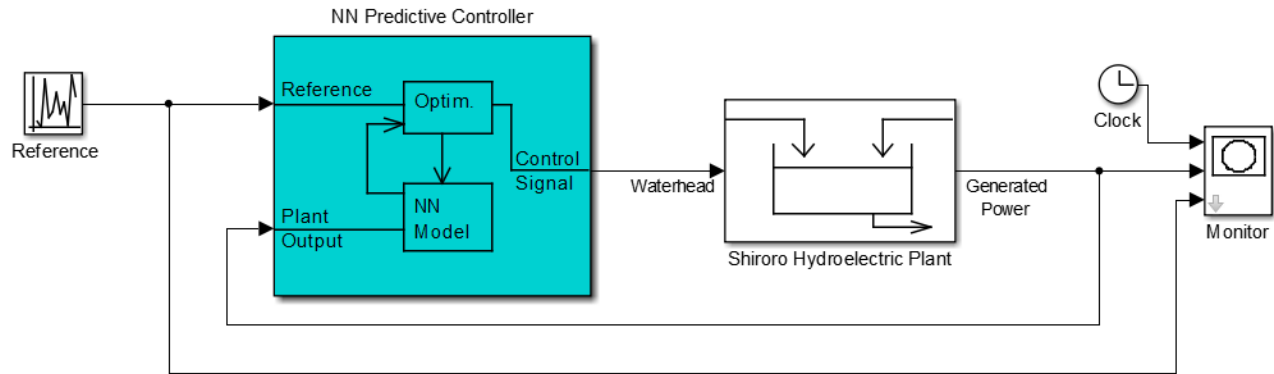 NN Predictive Controller
Reference
Reference
Optim.
Control
Signal
NN
Model
Plant
Output
Waterhead
Shiroro Hydroelectric Plant
Generated
Power
Clock
Monitor